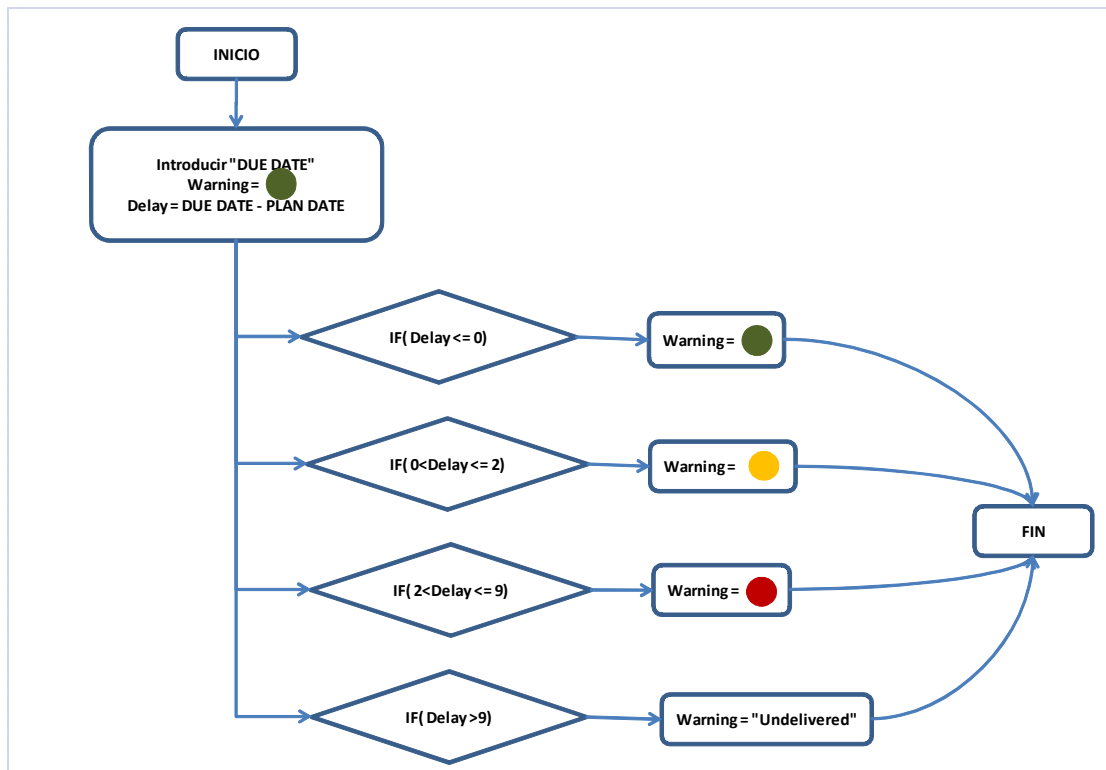 INICIO
Introducir "DUE DATE"
Warning =
Delay = DUE DATE - PLAN DATE
IF( Delay <= 0)
Warning =
IF( 0<Delay <= 2)
Warning =
FIN
IF( 2<Delay <= 9)
Warning =
IF( Delay >9)
Warning = "Undelivered"